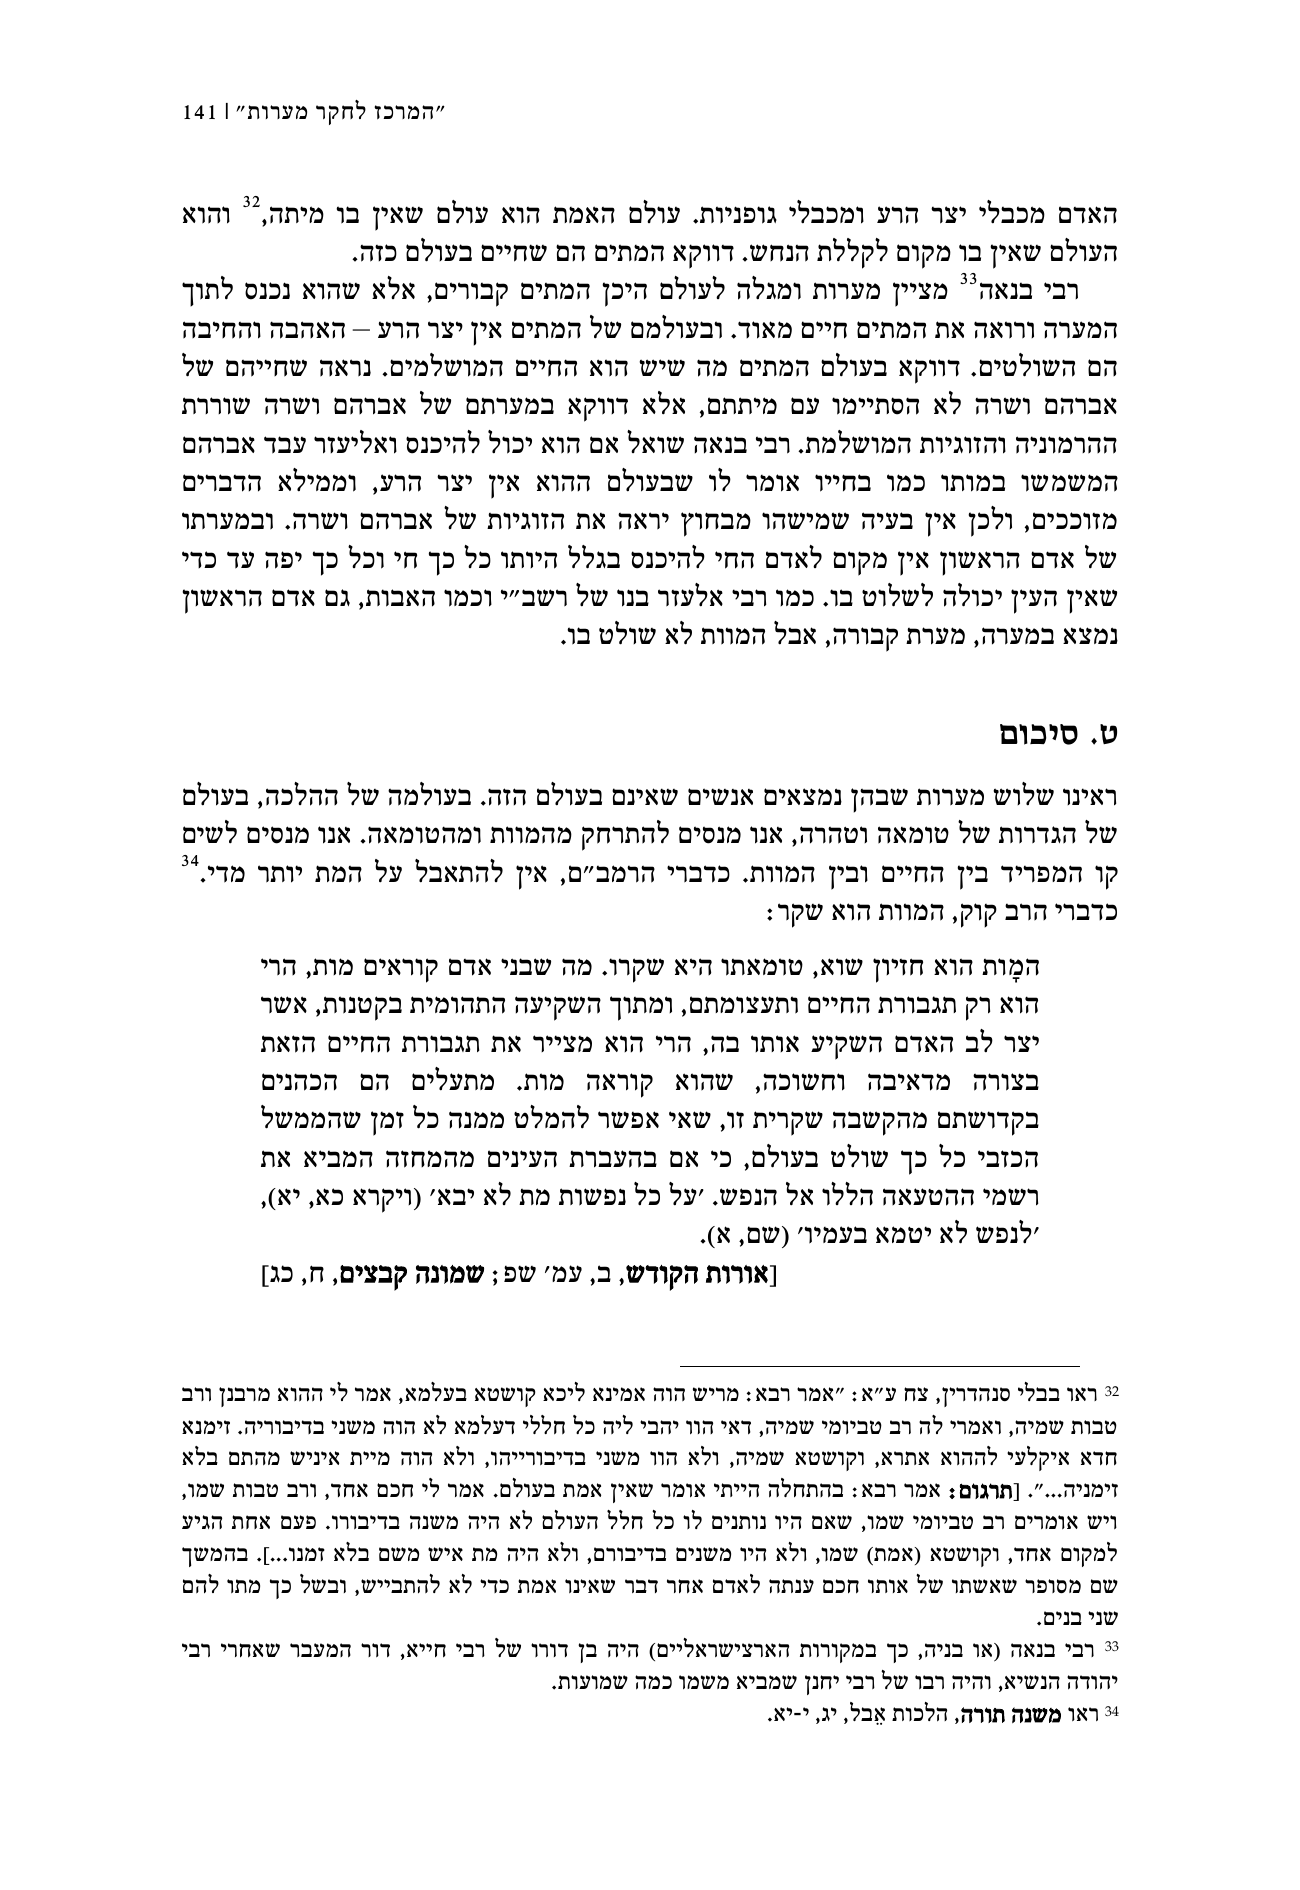 ״המרכז לחקר מערות״ | 141
האדם מכבלי יצר הרע ומכבלי גופניות. עולם האמת הוא עולם שאין בו מיתה,32 והוא
העולם שאין בו מקום לקללת הנחש. דווקא המתים הם שחיים בעולם כזה.
רבי בנאה33 מציין מערות ומגלה לעולם היכן המתים קבורים, אלא שהוא נכנס לתוך
המערה ורואה את המתים חיים מאוד. ובעולמם של המתים אין יצר הרע – האהבה והחיבה
הם השולטים. דווקא בעולם המתים מה שיש הוא החיים המושלמים. נראה שחייהם של
אברהם ושרה לא הסתיימו עם מיתתם, אלא דווקא במערתם של אברהם ושרה שוררת
ההרמוניה והזוגיות המושלמת. רבי בנאה שואל אם הוא יכול להיכנס ואליעזר עבד אברהם
המשמשו במותו כמו בחייו אומר לו שבעולם ההוא אין יצר הרע, וממילא הדברים
מזוככים, ולכן אין בעיה שמישהו מבחוץ יראה את הזוגיות של אברהם ושרה. ובמערתו
של אדם הראשון אין מקום לאדם החי להיכנס בגלל היותו כל כך חי וכל כך יפה עד כדי
שאין העין יכולה לשלוט בו. כמו רבי אלעזר בנו של רשב״י וכמו האבות, גם אדם הראשון
נמצא במערה, מערת קבורה, אבל המוות לא שולט בו.
ט. סיכום
ראינו שלוש מערות שבהן נמצאים אנשים שאינם בעולם הזה. בעולמה של ההלכה, בעולם
של הגדרות של טומאה וטהרה, אנו מנסים להתרחק מהמוות ומהטומאה. אנו מנסים לשים
קו המפריד בין החיים ובין המוות. כדברי הרמב״ם, אין להתאבל על המת יותר מדי.34
כדברי הרב קוק, המוות הוא שקר:
המָות הוא חזיון שוא, טומאתו היא שקרו. מה שבני אדם קוראים מות, הרי
הוא רק תגבורת החיים ותעצומתם, ומתוך השקיעה התהומית בקטנות, אשר
יצר לב האדם השקיע אותו בה, הרי הוא מצייר את תגבורת החיים הזאת
בצורה מדאיבה וחשוכה, שהוא קוראה מות. מתעלים הם הכהנים
בקדושתם מהקשבה שקרית זו, שאי אפשר להמלט ממנה כל זמן שהממשל
הכזבי כל כך שולט בעולם, כי אם בהעברת העינים מהמחזה המביא את
רשמי ההטעאה הללו אל הנפש. ׳על כל נפשות מת לא יבא׳ (ויקרא כא, יא),
׳לנפש לא יטמא בעמיו׳ (שם, א).
[אורות הקודש, ב, עמ׳ שפ; שמונה קבצים, ח, כג]
32 ראו בבלי סנהדרין, צח ע״א: ״אמר רבא: מריש הוה אמינא ליכא קושטא בעלמא, אמר לי ההוא מרבנן ורב
טבות שמיה, ואמרי לה רב טביומי שמיה, דאי הוו יהבי ליה כל חללי דעלמא לא הוה משני בדיבוריה. זימנא
חדא איקלעי לההוא אתרא, וקושטא שמיה, ולא הוו משני בדיבורייהו, ולא הוה מיית איניש מהתם בלא
זימניה...״. [תרגום: אמר רבא: בהתחלה הייתי אומר שאין אמת בעולם. אמר לי חכם אחד, ורב טבות שמו,
ויש אומרים רב טביומי שמו, שאם היו נותנים לו כל חלל העולם לא היה משנה בדיבורו. פעם אחת הגיע
למקום אחד, וקושטא (אמת) שמו, ולא היו משנים בדיבורם, ולא היה מת איש משם בלא זמנו...]. בהמשך
שם מסופר שאשתו של אותו חכם ענתה לאדם אחר דבר שאינו אמת כדי לא להתבייש, ובשל כך מתו להם
שני בנים.
33 רבי בנאה (או בניה, כך במקורות הארצישראליים) היה בן דורו של רבי חייא, דור המעבר שאחרי רבי
יהודה הנשיא, והיה רבו של רבי יחנן שמביא משמו כמה שמועות.
34 ראו משנה תורה, הלכות אֵבל, יג, י-יא.